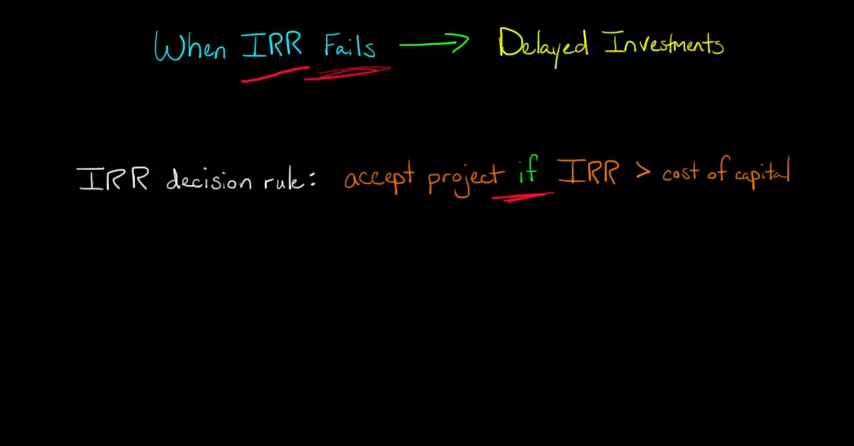 When IRR Fails → Delayed Investments
IRR decision rule: accept project if IRR > cost of capital